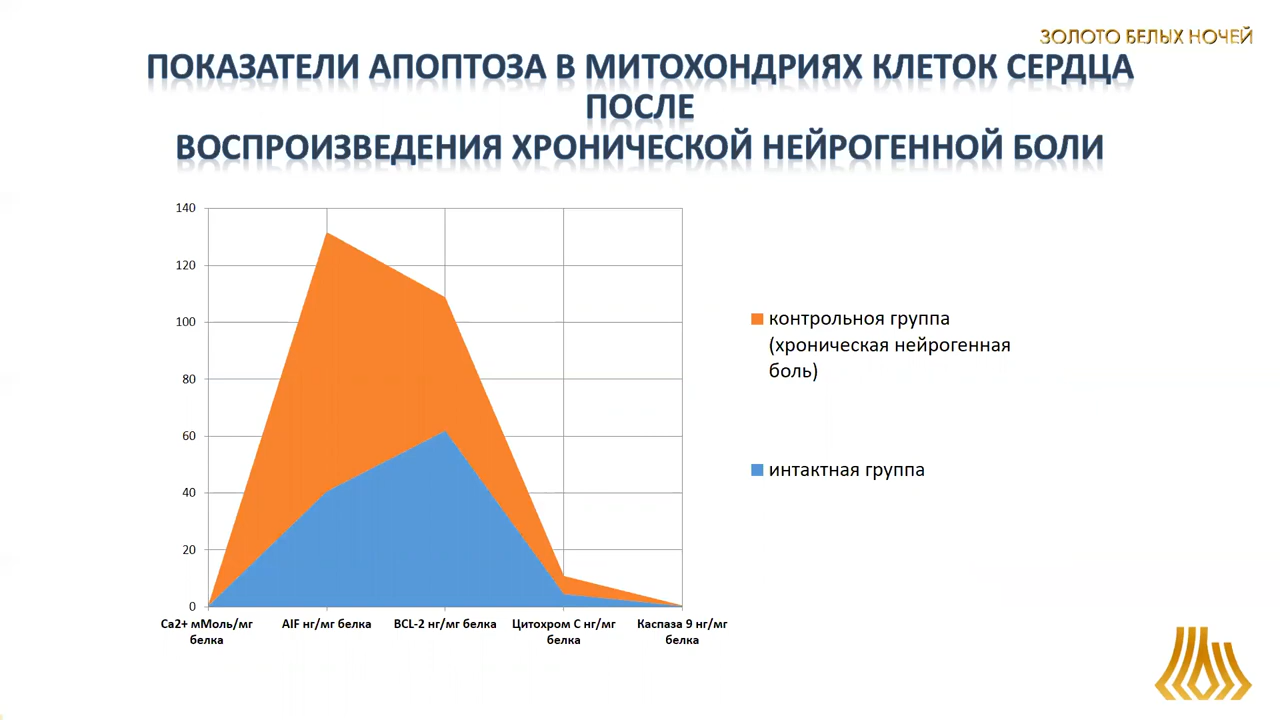 ЗОЛОТО БЕЛЫХ НОЧЕЙ
ПОКАЗАТЕЛИ АПОПТОЗА В МИТОХОНДРИЯХ КЛЕТОК СЕРДЦА
ПОСЛЕ
ВОСПРОИЗВЕДЕНИЯ ХРОНИЧЕСКОЙ НЕЙРОГЕННОЙ БОЛИ
140
120
100
80
60
40
20
0
Ca2+ мМоль/мг
белка
AIF нг/мг белка
BCL-2 нг/мг белка
Цитохром С нг/мг
белка
Каспаза 9 нг/мг
белка
контрольноя группа
(хроническая нейрогенная
боль)
интактная группа